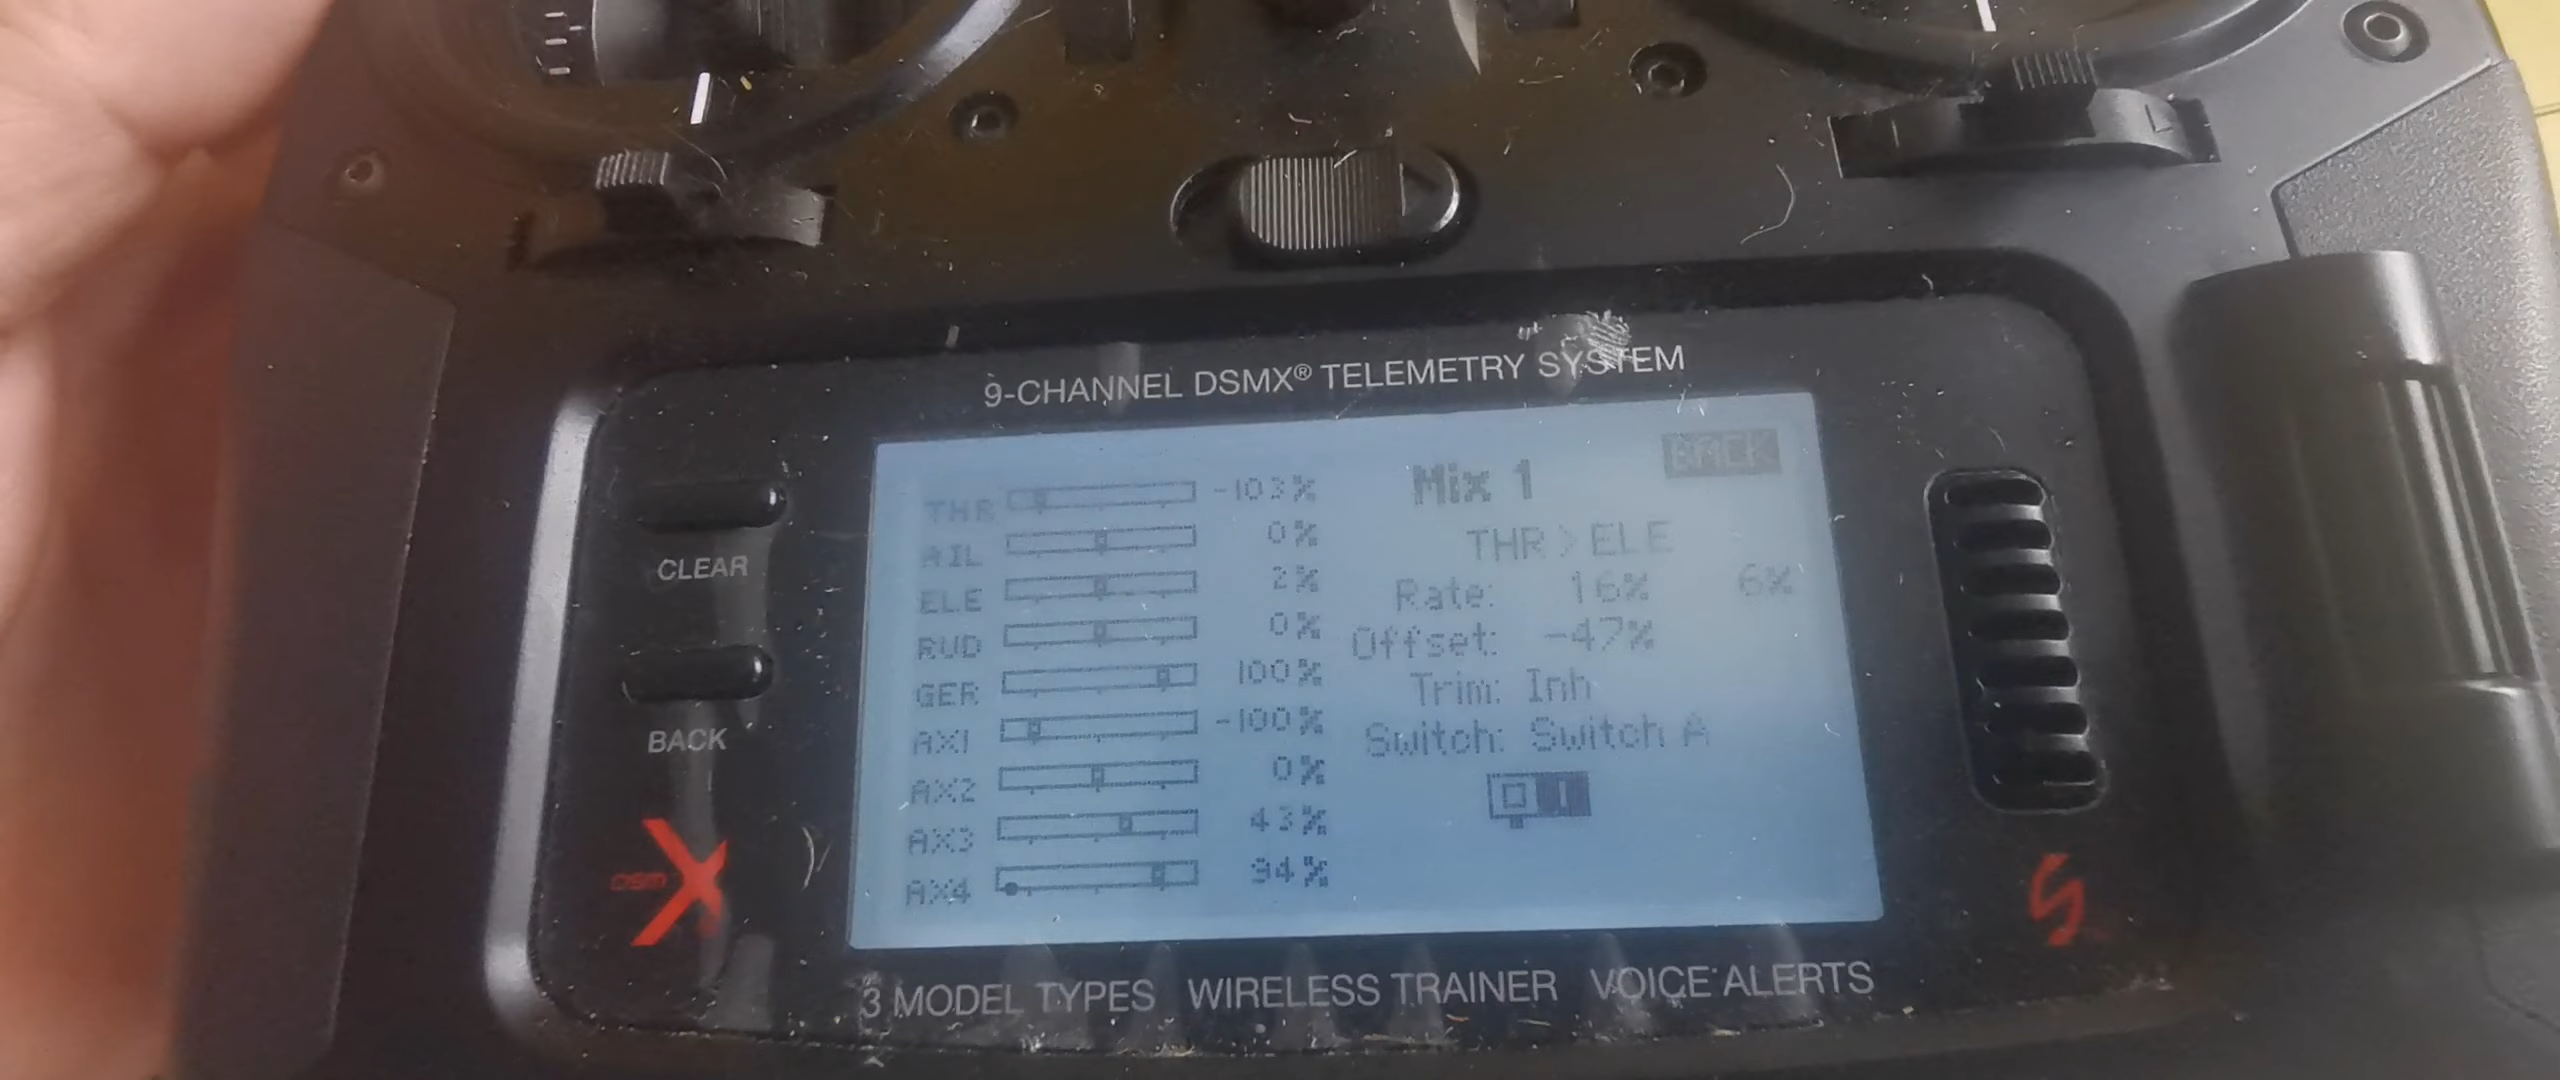 9-CHANNEL DSMX® TELEMETRY SYSTEM
BACK
Mix 1
THR -103%
AIL 0%
ELE 2%
RUD 0%
GER 100%
AX1 -100%
AX2 0%
AX3 43%
AX4 94%
THR > ELE
Rate: 16% 6%
Offset: -47%
Trim: Inh
Switch: Switch A
0 1
CLEAR
BACK
DSM X
3 MODEL TYPES WIRELESS TRAINER VOICE ALERTS